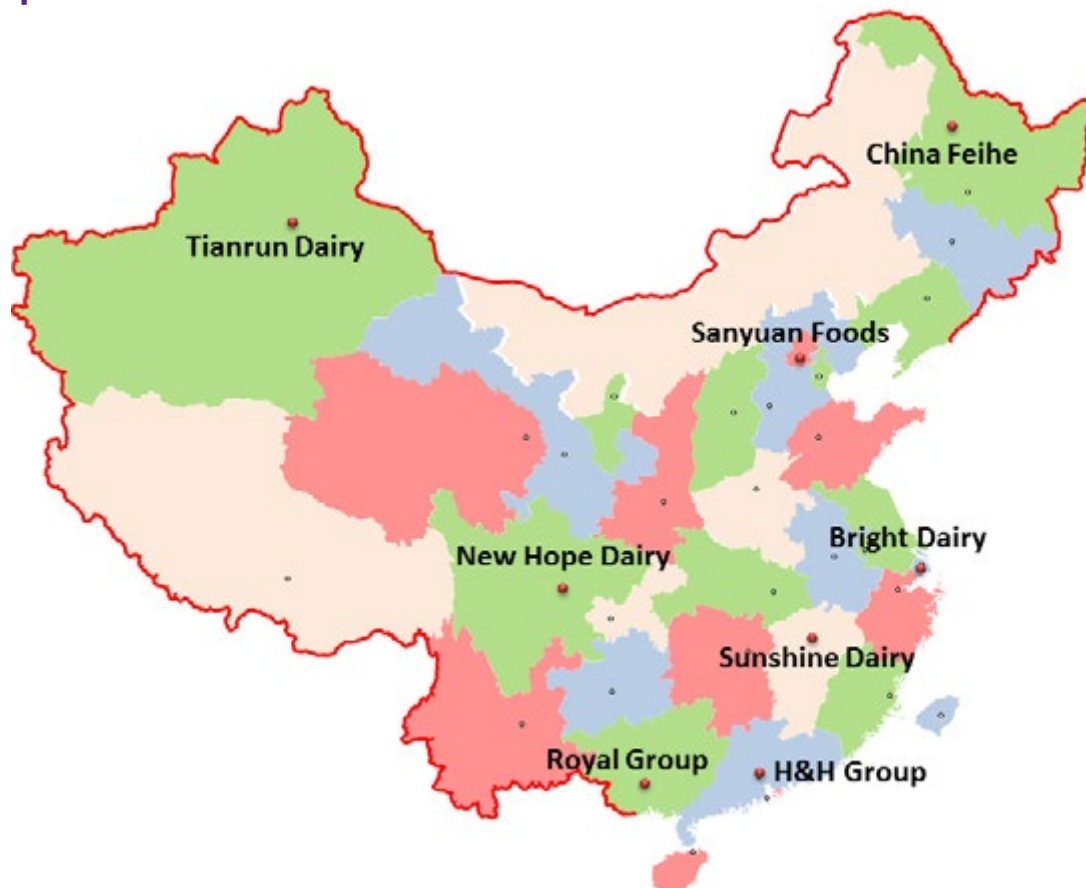 China Feihe
Tianrun Dairy
Sanyuan Foods
Bright Dairy
New Hope Dairy
Sunshine Dairy
Royal Group
H&H Group